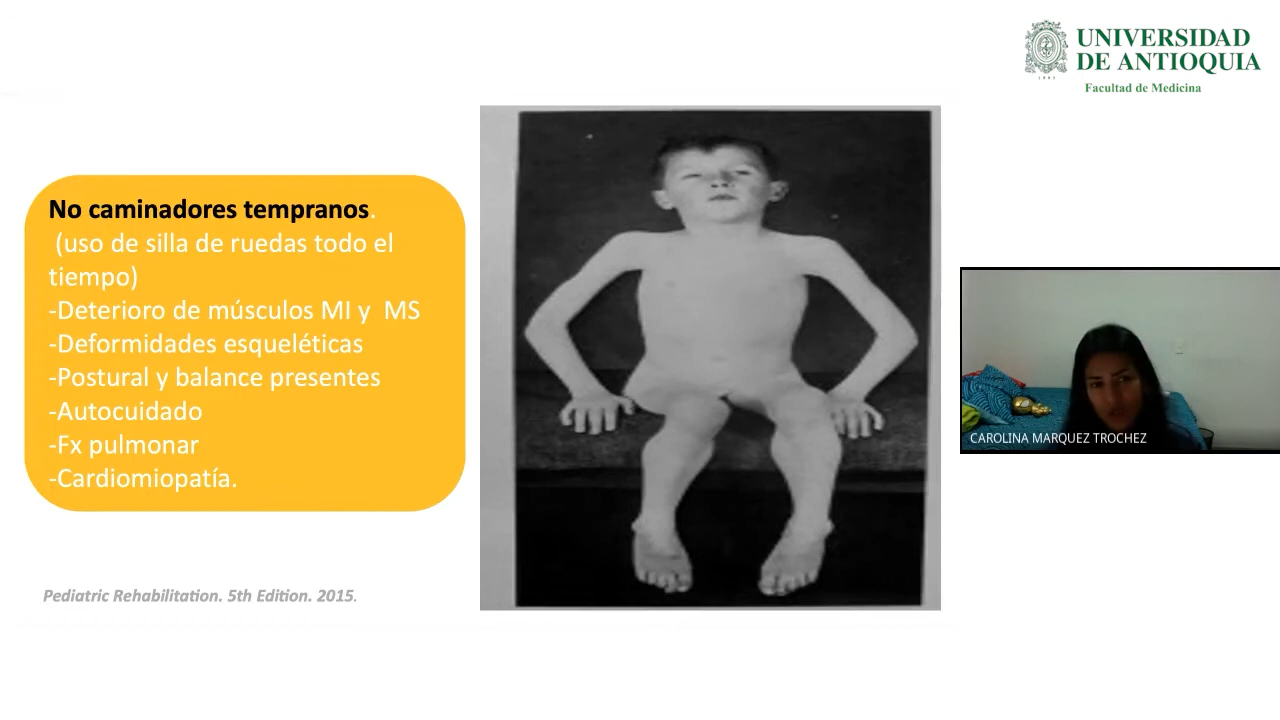 UNIVERSIDAD
DE ANTIOQUIA
1803
Facultad de Medicina
No caminadores tempranos.
(uso de silla de ruedas todo el
tiempo)
-Deterioro de músculos MI y MS
-Deformidades esqueléticas
-Postural y balance presentes
-Autocuidado
-Fx pulmonar
-Cardiomiopatía.
CAROLINA MARQUEZ TROCHEZ
Pediatric Rehabilitation. 5th Edition. 2015.